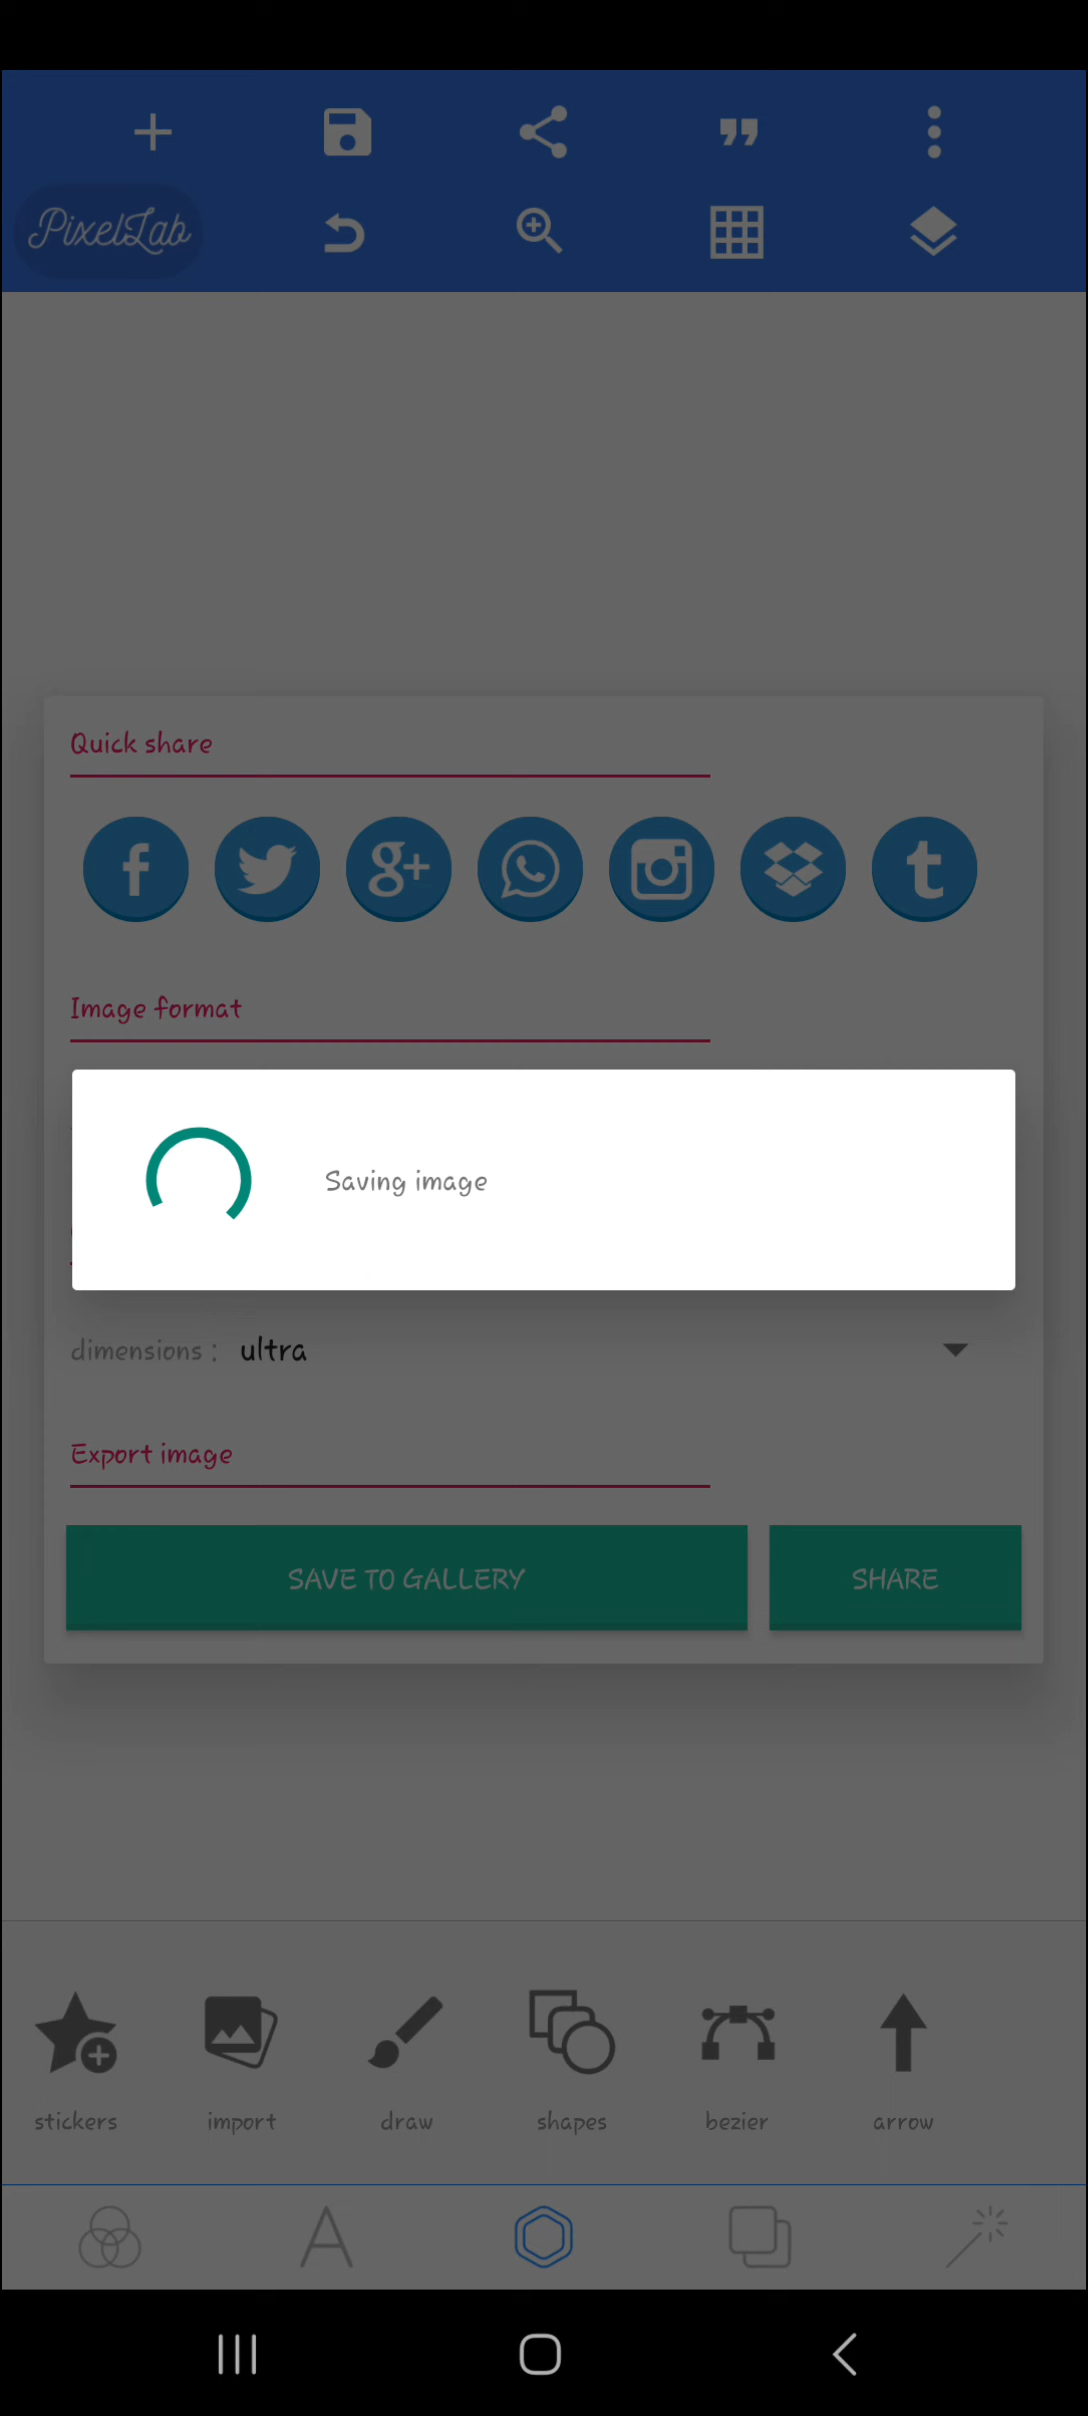 PixelLab
Quick share
Image format
Saving image
dimensions : ultra
Export image
SAVE TO GALLERY SHARE
stickers import draw shapes bezier arrow